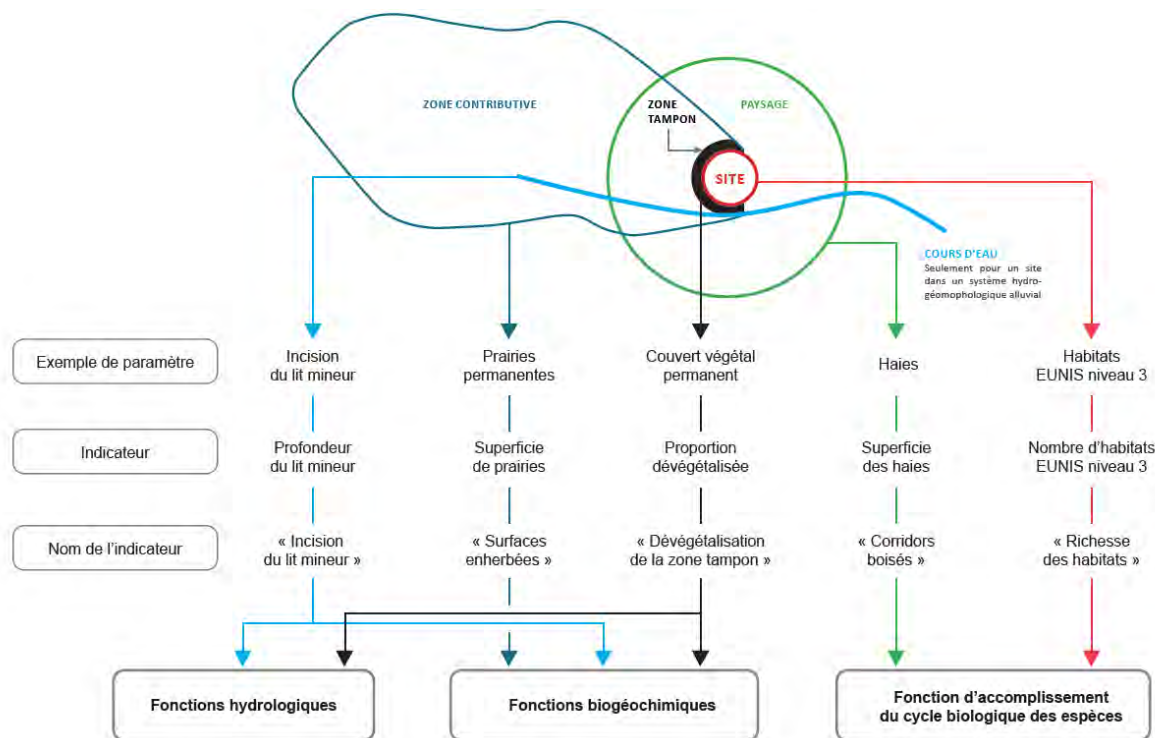 ZONE CONTRIBUTIVE
ZONE
TAMPON
PAYSAGE
SITE
COURS D'EAU
Seulement pour un site
dans un système hydro-
géomophologique alluvial
Exemple de paramètre
Incision
du lit mineur
Prairies
permanentes
Couvert végétal
permanent
Haies
Habitats
EUNIS niveau 3
Indicateur
Profondeur
du lit mineur
Superficie
de prairies
Proportion
dévégétalisée
Superficie
des haies
Nombre d'habitats
EUNIS niveau 3
Nom de l'indicateur
« Incision
du lit mineur »
« Surfaces
enherbées »
« Dévégétalisation
de la zone tampon »
« Corridors
boisés »
« Richesse
des habitats »
Fonctions hydrologiques
Fonctions biogéochimiques
Fonction d'accomplissement
du cycle biologique des espèces